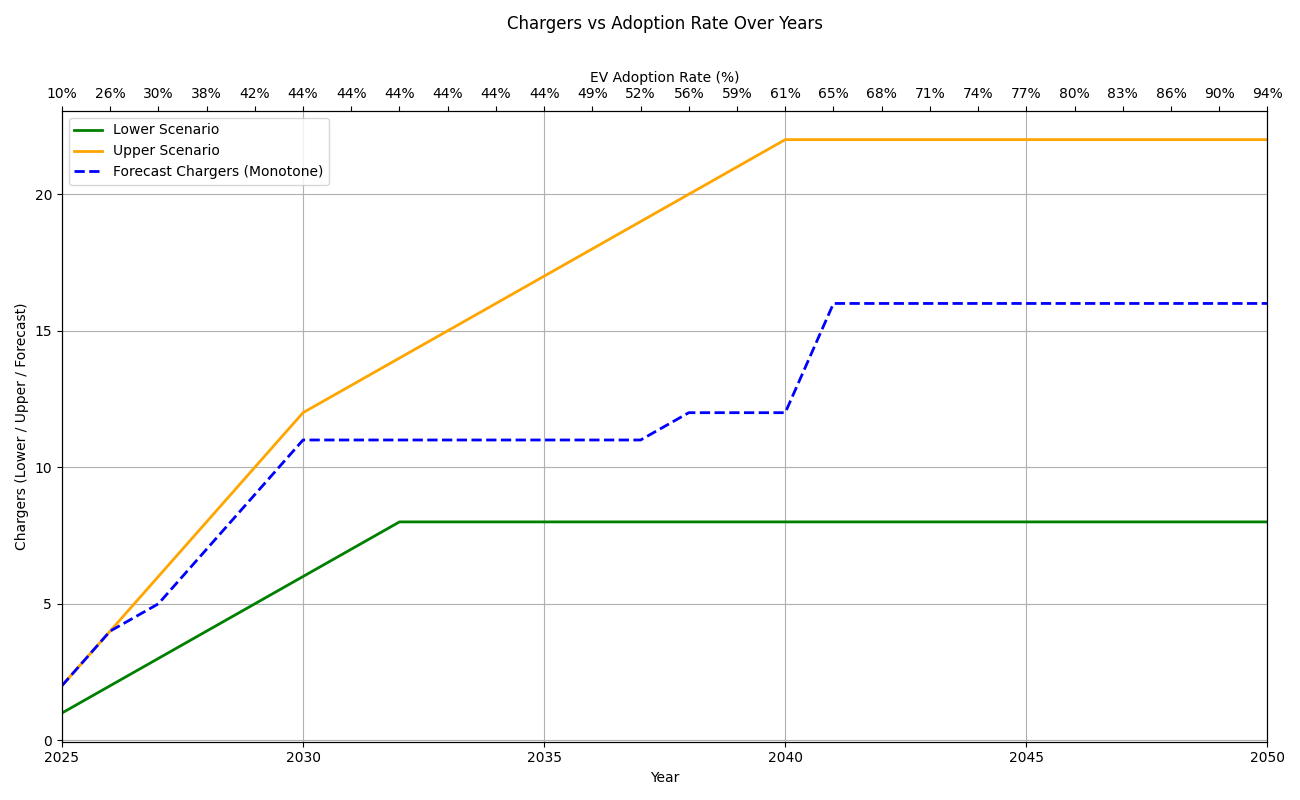 Chargers vs Adoption Rate Over Years
EV Adoption Rate (%)
10% 26% 30% 38% 42% 44% 44% 44% 44% 44% 44% 49% 52% 56% 59% 61% 65% 68% 71% 74% 77% 80% 83% 86% 90% 94%
Lower Scenario
Upper Scenario
Forecast Chargers (Monotone)
Chargers (Lower / Upper / Forecast)
20
15
10
5
0
2025 2030 2035 2040 2045 2050
Year